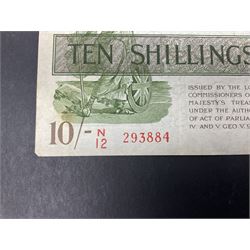 TEN SHILLINGS
ISSUED BY THE L
COMMISSIONERS O
MAJESTY'S TREA
UNDER THE AUTHO
OF ACT OF PARLIA
IV. AND V. GEO V.
10/- N/12 293884